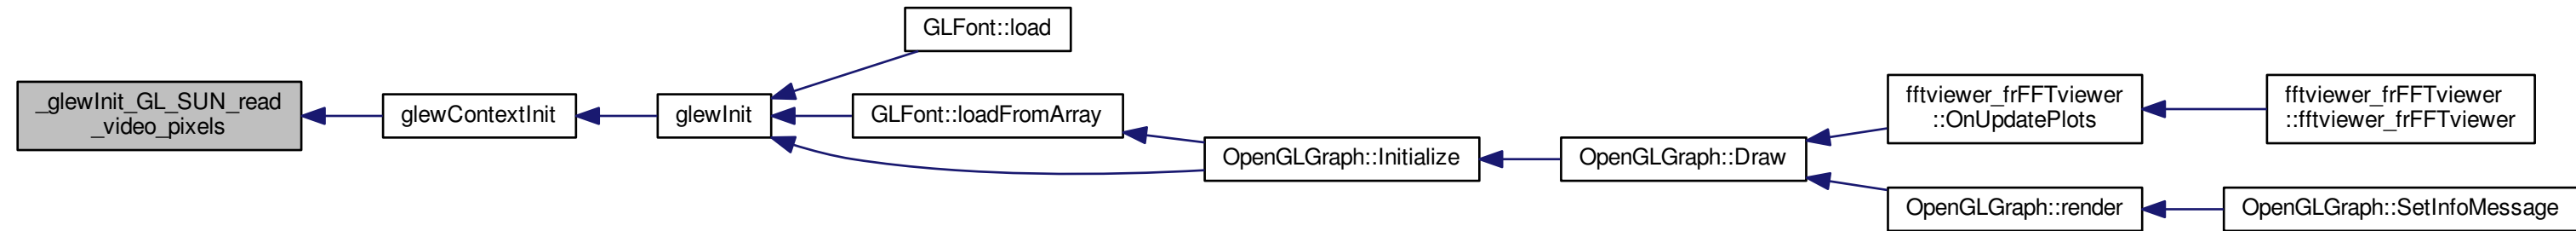 _glewInit_GL_SUN_read
_video_pixels
glewContextInit
glewInit
GLFont::load
GLFont::loadFromArray
OpenGLGraph::Initialize
OpenGLGraph::Draw
fftviewer_frFFTviewer
::OnUpdatePlots
fftviewer_frFFTviewer
::fftviewer_frFFTviewer
OpenGLGraph::render
OpenGLGraph::SetInfoMessage